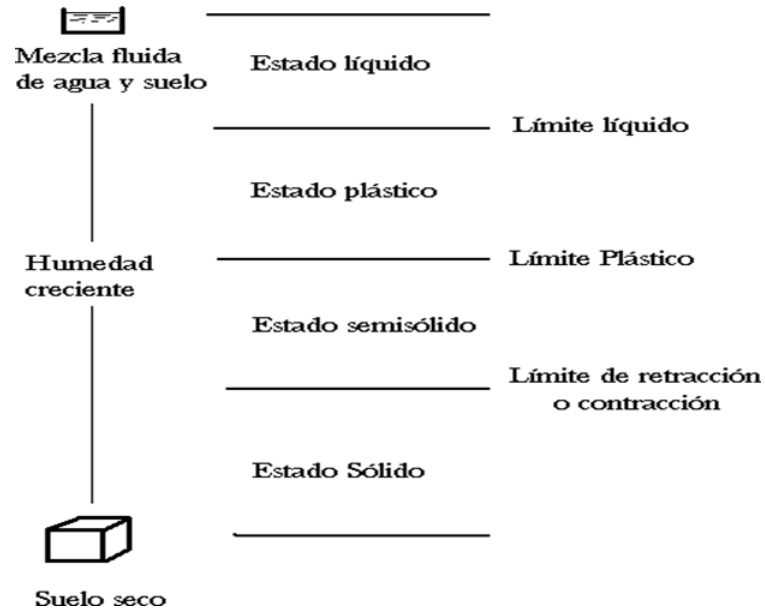 Mezcla fluida
de agua y suelo
Estado líquido
Límite líquido
Estado plástico
Humedad
creciente
Límite Plástico
Estado semisólido
Límite de retracción
o contracción
Estado Sólido
Suelo seco